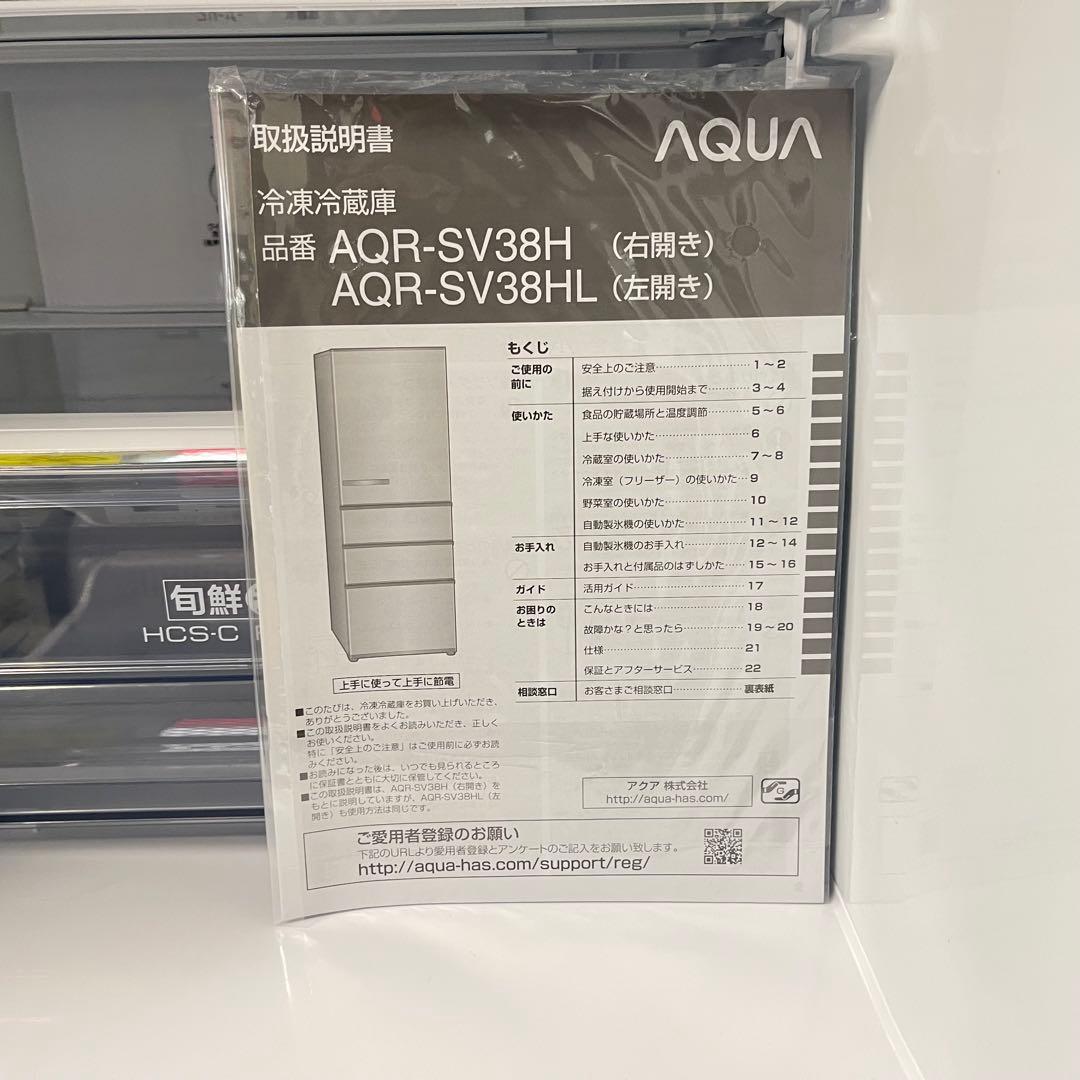 取扱説明書
AQUA
冷凍冷蔵庫
品番 AQR-SV38H （右開き）
AQR-SV38HL（左開き）
もくじ
ご使用の前に
安全上のご注意…………………………1～2
据え付けから使用開始まで…………3～4
使いかた
食品の貯蔵場所と温度調節…………5～6
上手な使いかた…………………………6
冷蔵室の使いかた………………………7～8
冷凍室（フリーザー）の使いかた…9
野菜室の使いかた………………………10
自動製氷機の使いかた………………11～12
お手入れ
自動製氷機のお手入れ………………12～14
お手入れと付属品のはずしかた……15～16
ガイド
活用ガイド………………………………17
お困りのときは
こんなときには…………………………18
故障かな？と思ったら………………19～20
仕様………………………………………21
保証とアフターサービス……………22
相談窓口
お客さまご相談窓口…………………裏表紙
上手に使って上手に節電
■このたびは、冷凍冷蔵庫をお買い上げいただき、
ありがとうございました。
■この取扱説明書をよくお読みいただき、正しく
お使いください。
特に「安全上のご注意」はご使用前に必ずお読
みください。
■お読みになった後は、いつでも見られるところ
に保証書とともに大切に保管してください。
■この取扱説明書は、AQR-SV38H（右開き）を
もとに説明していますが、AQR-SV38HL（左
開き）も使用方法は同じです。
アクア 株式会社
http://aqua-has.com/
G
ご愛用者登録のお願い
下記のURLより愛用者登録とアンケートのご記入をお願い致します。
http://aqua-has.com/support/reg/
旬鮮
HCS-C